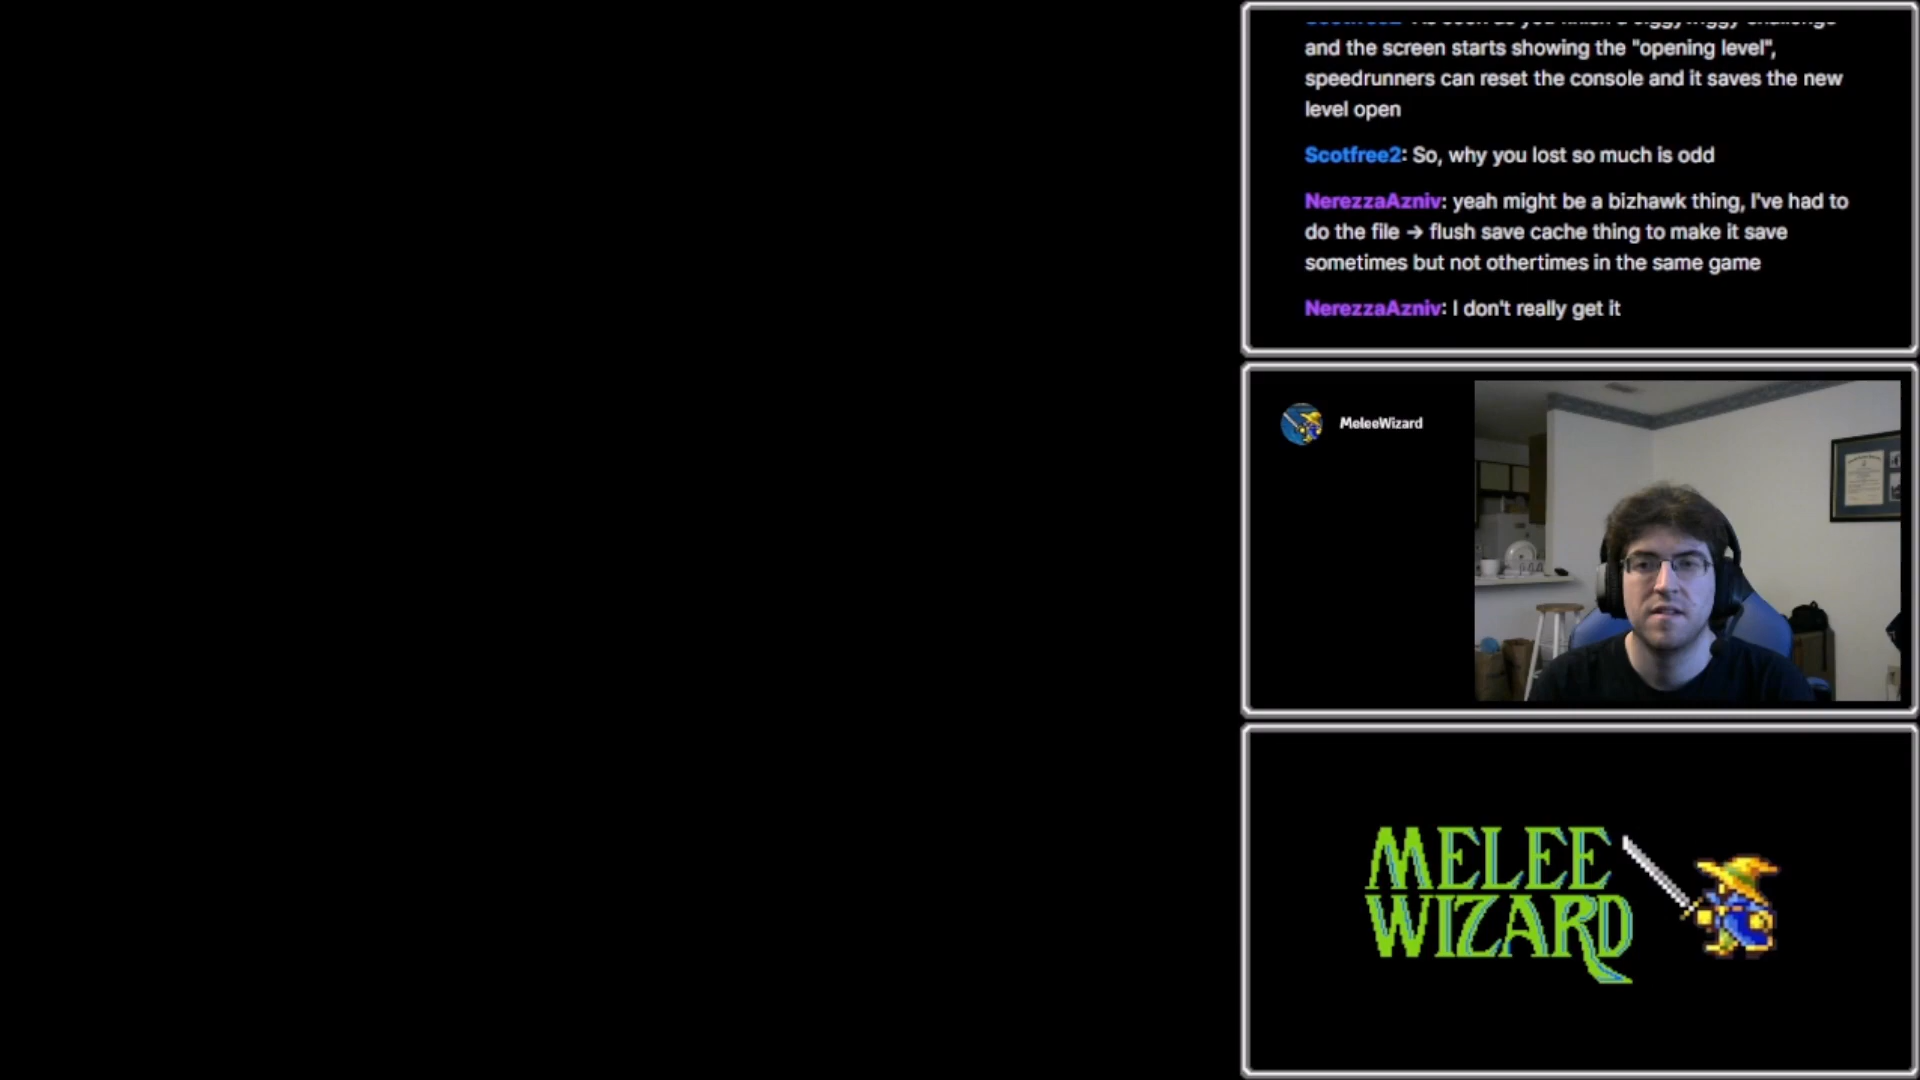 and the screen starts showing the "opening level",
speedrunners can reset the console and it saves the new
level open
Scotfree2: So, why you lost so much is odd
NerezzaAzniv: yeah might be a bizhawk thing, I've had to
do the file → flush save cache thing to make it save
sometimes but not othertimes in the same game
NerezzaAzniv: I don't really get it
MeleeWizard
MELEE
WIZARD